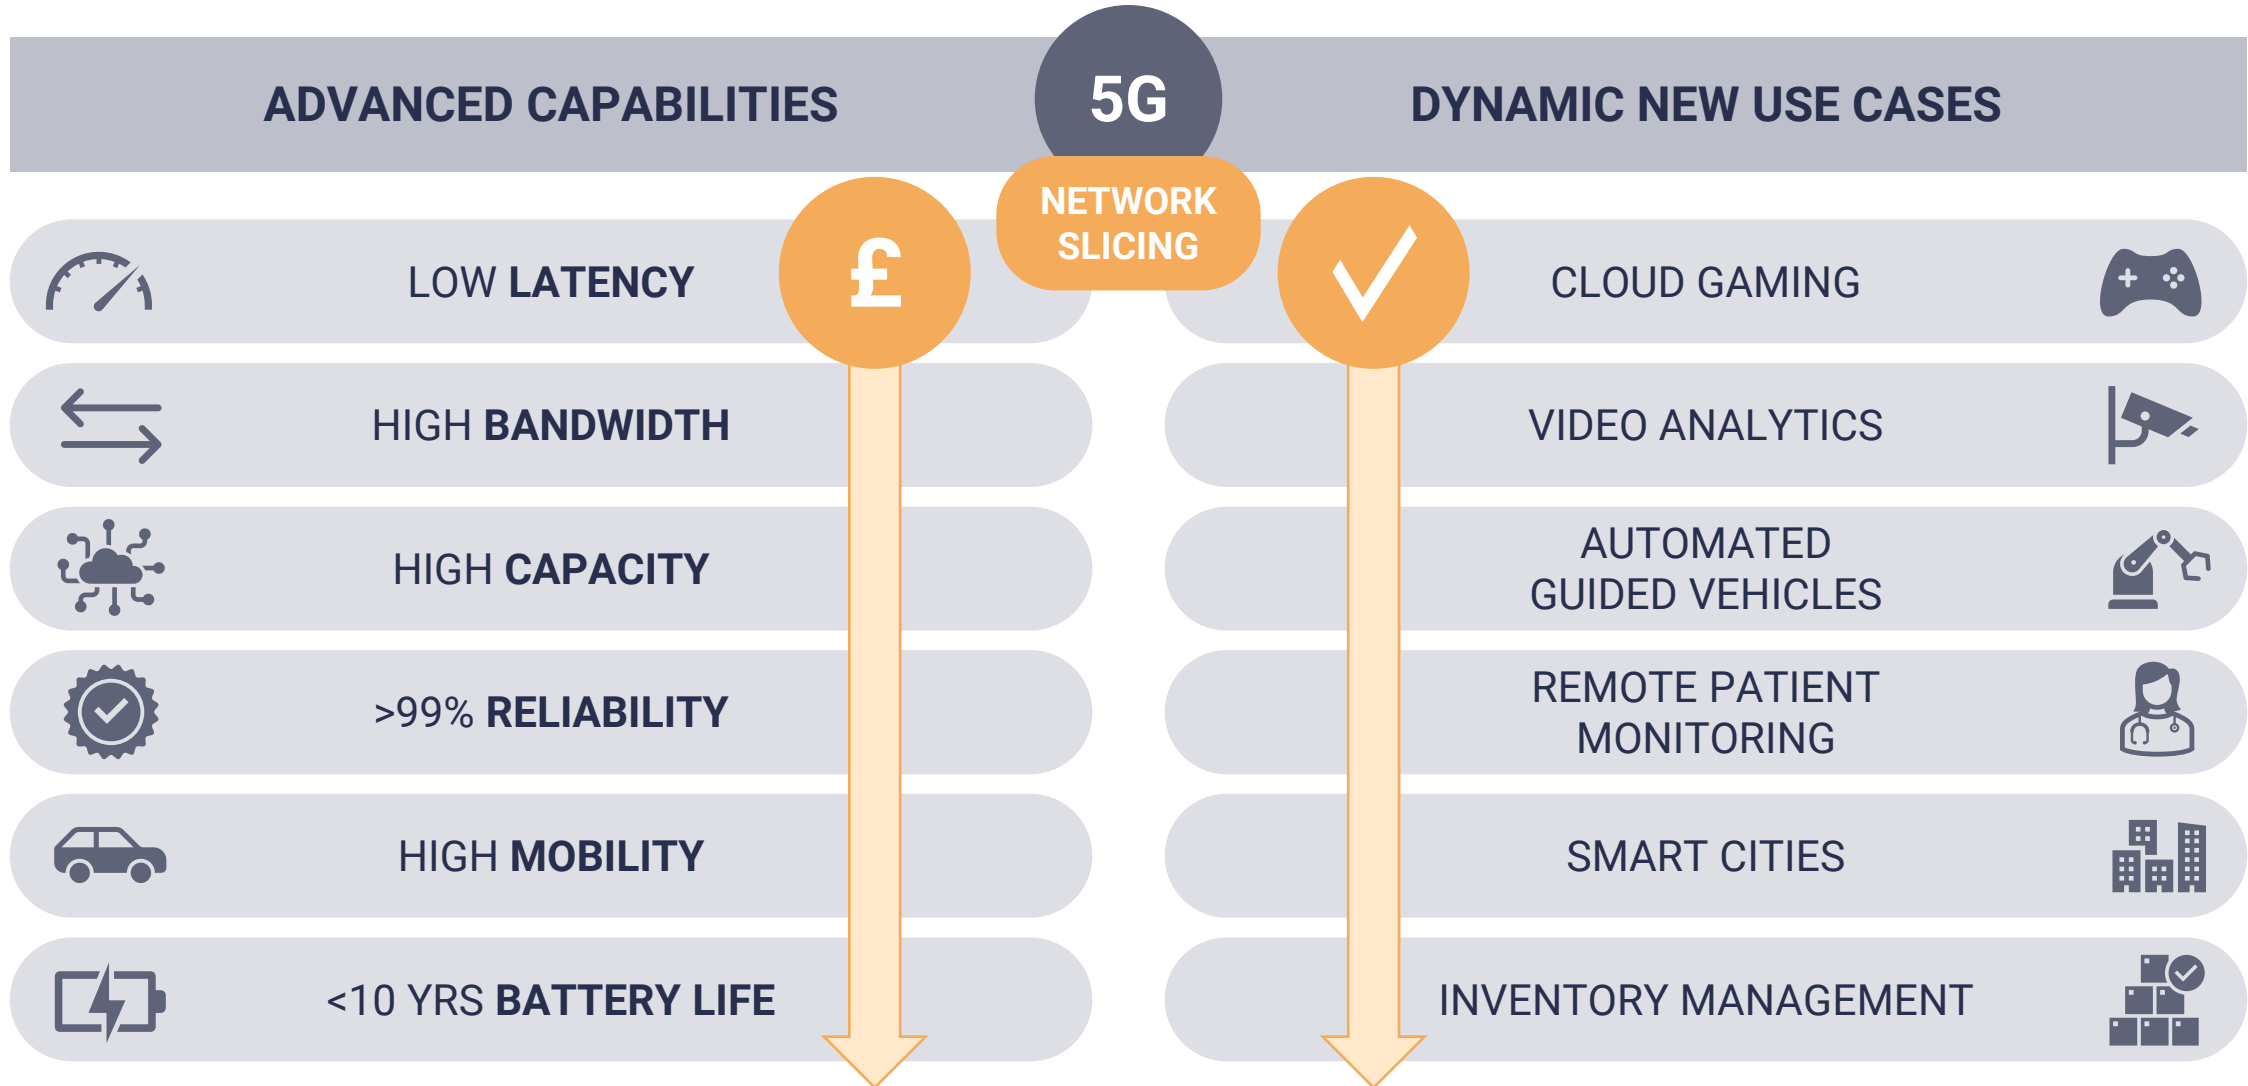 ADVANCED CAPABILITIES
5G
DYNAMIC NEW USE CASES
NETWORK
SLICING
£
LOW LATENCY
CLOUD GAMING
HIGH BANDWIDTH
VIDEO ANALYTICS
HIGH CAPACITY
AUTOMATED
GUIDED VEHICLES
>99% RELIABILITY
REMOTE PATIENT
MONITORING
HIGH MOBILITY
SMART CITIES
<10 YRS BATTERY LIFE
INVENTORY MANAGEMENT